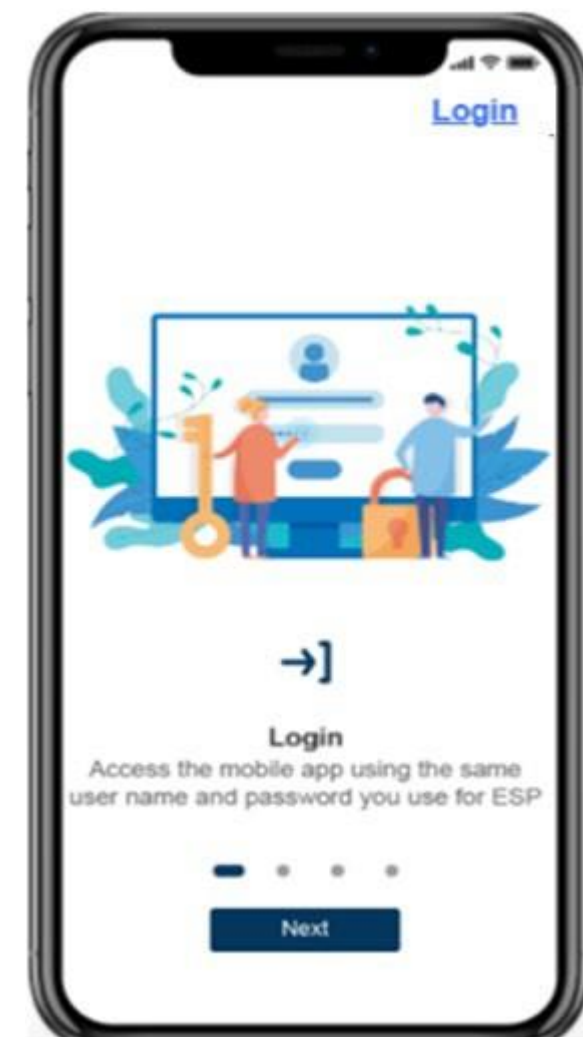 Login
Login
Access the mobile app using the same
user name and password you use for ESP
Next